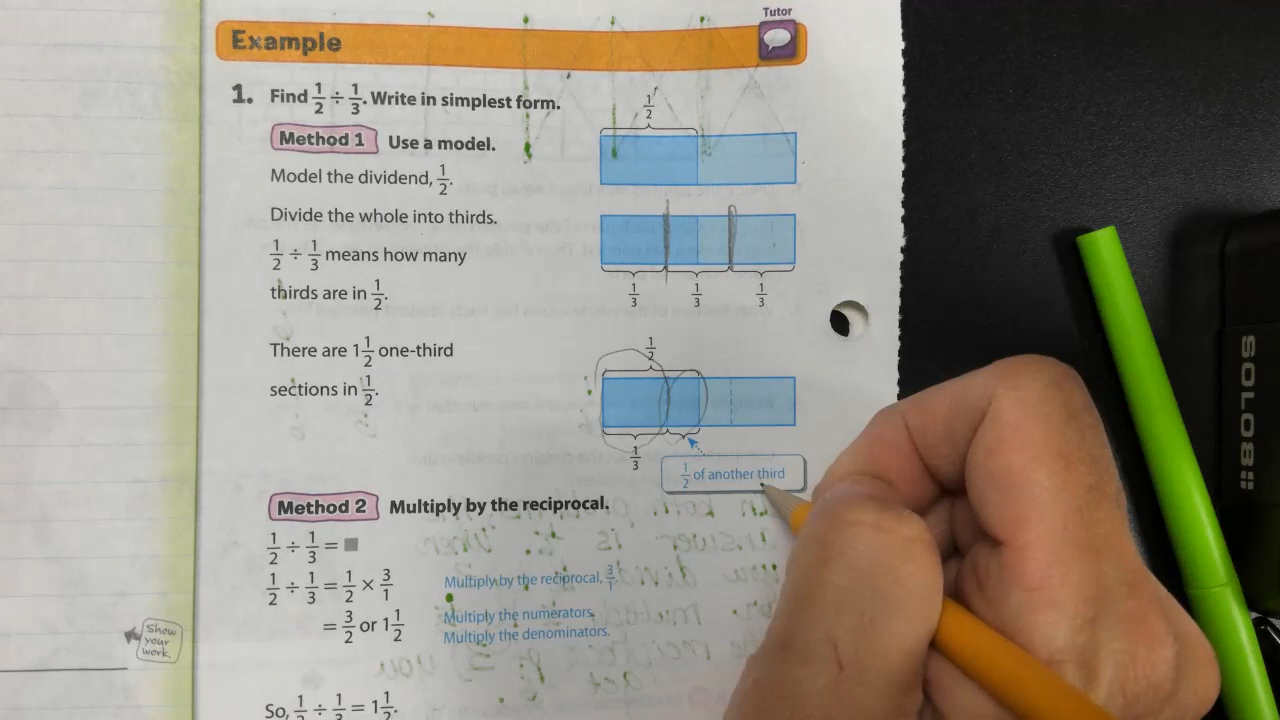 Tutor
Example
1. Find 1/2 ÷ 1/3. Write in simplest form.
Method 1 Use a model.
Model the dividend, 1/2.
Divide the whole into thirds.
1/2 ÷ 1/3 means how many
thirds are in 1/2.
There are 1 1/2 one-third
sections in 1/2.
1/2
1/3 1/3 1/3
1/2
1/3
1/2 of another third
Method 2 Multiply by the reciprocal.
1/2 ÷ 1/3 = ■
1/2 ÷ 1/3 = 1/2 × 3/1 Multiply by the reciprocal, 3/1.
= 3/2 or 1 1/2 Multiply the numerators.
Multiply the denominators.
Show
your
work.
So, 1/2 ÷ 1/3 = 1 1/2.
SOLO8